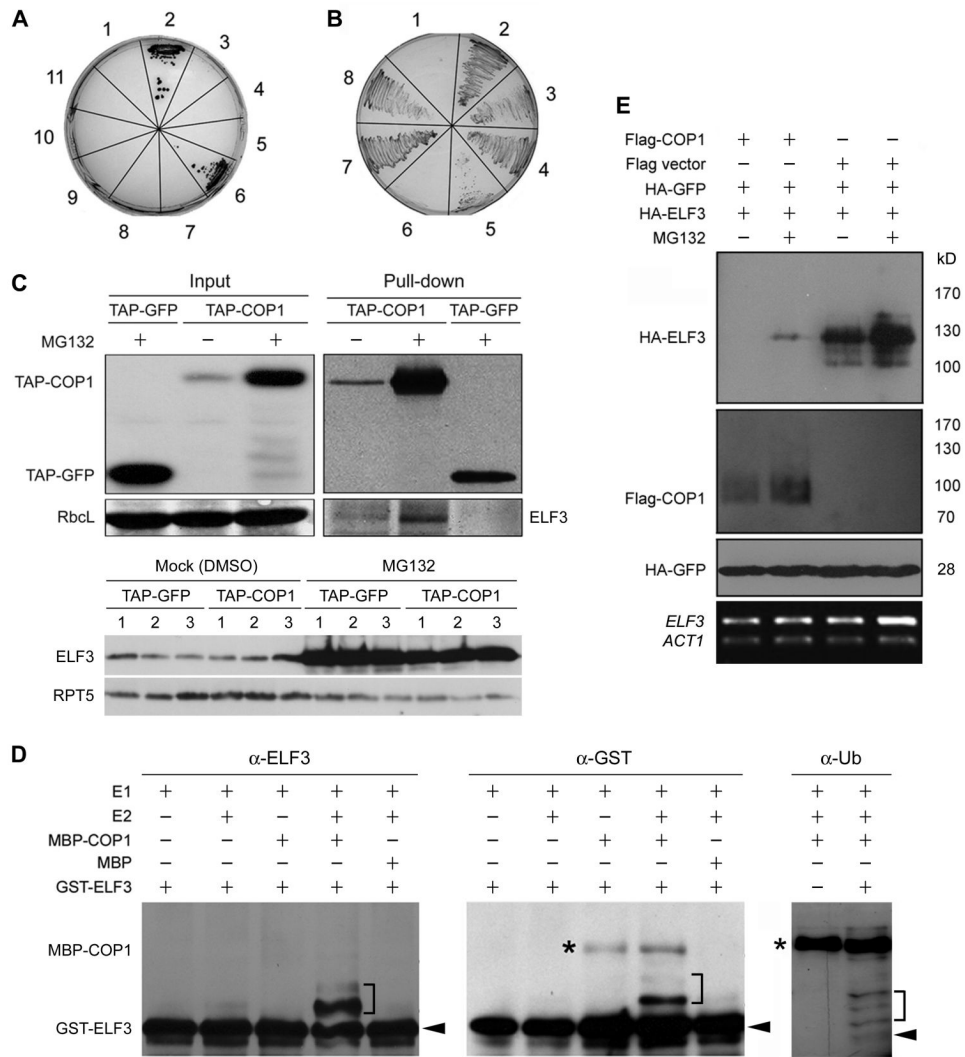 A
1 2 3 4 5 6 7 8 9 10 11
B
1 2 3 4 5 6 7 8
C
Input Pull-down
TAP-GFP TAP-COP1 TAP-COP1 TAP-GFP
MG132 + − + − + +
TAP-COP1
TAP-GFP
RbcL ELF3
Mock (DMSO) MG132
TAP-GFP TAP-COP1 TAP-GFP TAP-COP1
1 2 3 1 2 3 1 2 3 1 2 3
ELF3
RPT5
E
Flag-COP1 + + − −
Flag vector − − + +
HA-GFP + + + +
HA-ELF3 + + + +
MG132 − + − +
kD
170
HA-ELF3 130
100
170
130
Flag-COP1 100
70
HA-GFP 28
ELF3
ACT1
D
α-ELF3 α-GST α-Ub
E1 + + + + + + + + + + + +
E2 − + − + + − + − + + + +
MBP-COP1 − − + + − − − + + − + +
MBP − − − − + − − − − +
GST-ELF3 + + + + + + + + + + − +
MBP-COP1 * *
GST-ELF3